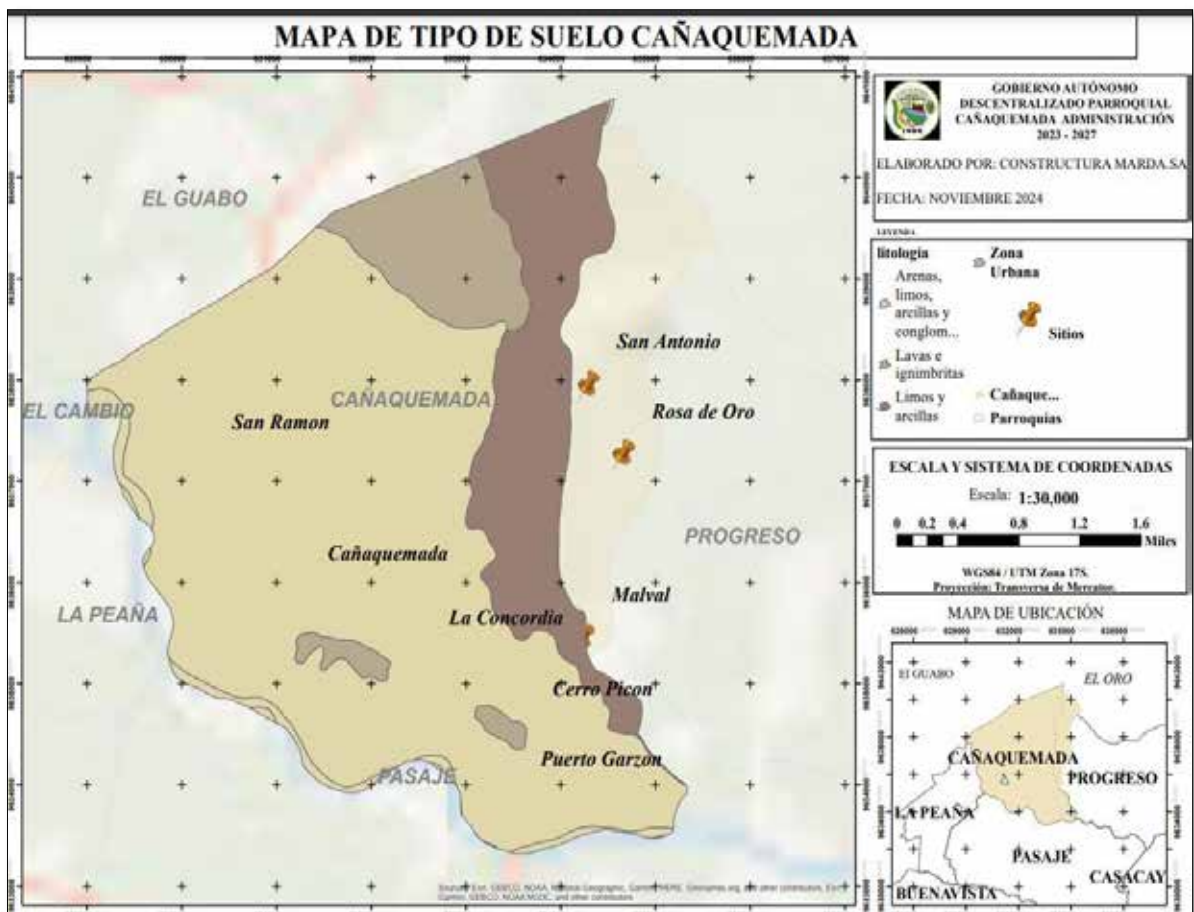 MAPA DE TIPO DE SUELO CAÑAQUEMADA
GOBIERNO AUTÓNOMO
DESCENTRALIZADO PARROQUIAL
CAÑAQUEMADA ADMINISTRACIÓN
2023 - 2027
ELABORADO POR: CONSTRUCTURA MARDA.SA
FECHA: NOVIEMBRE 2024
LEYENDA
litología
Arenas,
limos,
arcillas y
conglom...
Lavas e
ignimbritas
Limos y
arcillas
Zona
Urbana
Sitios
Cañaque...
Parroquias
ESCALA Y SISTEMA DE COORDENADAS
Escala: 1:30,000
0 0.2 0.4 0.8 1.2 1.6
Miles
WGS84 / UTM Zona 17S.
Proyección: Transversa de Mercator.
MAPA DE UBICACIÓN
El GUABO
EL ORO
CAÑAQUEMADA
PROGRESO
LA PEAÑA
PASAJE
CASACAY
BUENAVISTA
EL GUABO
San Antonio
EL CAMBIO
CAÑAQUEMADA
Rosa de Oro
San Ramon
PROGRESO
Cañaquemada
Malval
LA PEAÑA
La Concordia
Cerro Picon
Puerto Garzon
PASAJE